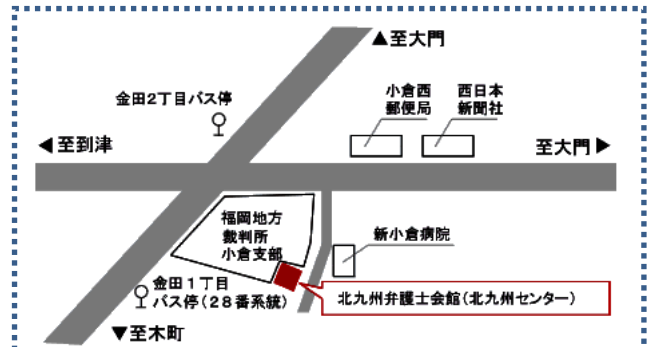 ▲至大門
小倉西
郵便局
西日本
新聞社
金田2丁目バス停
◀至到津
至大門▶
福岡地方
裁判所
小倉支部
新小倉病院
金田1丁目
バス停(28番系統)
北九州弁護士会館(北九州センター)
▼至木町